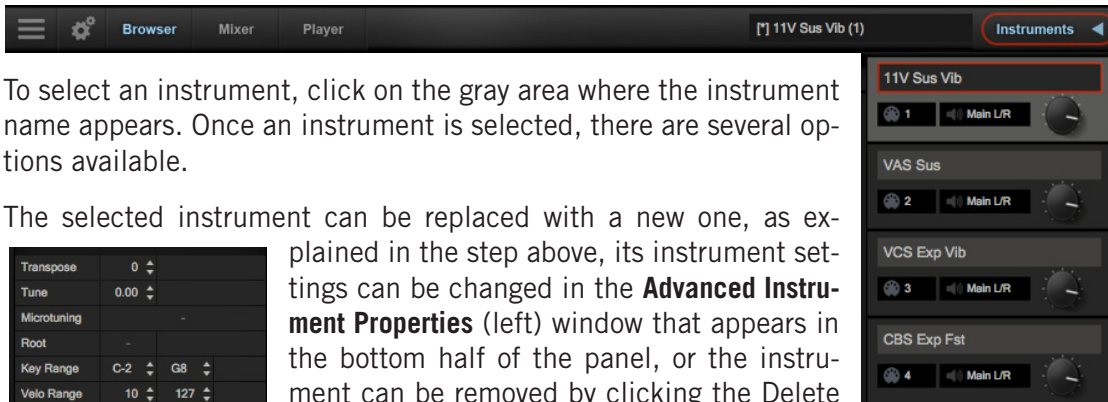 Browser Mixer Player [*] 11V Sus Vib (1) Instruments
To select an instrument, click on the gray area where the instrument
name appears. Once an instrument is selected, there are several op-
tions available.
The selected instrument can be replaced with a new one, as ex-
plained in the step above, its instrument set-
tings can be changed in the Advanced Instru-
ment Properties (left) window that appears in
the bottom half of the panel, or the instru-
ment can be removed by clicking the Delete
Transpose 0
Tune 0.00
Microtuning -
Root -
Key Range C-2 G8
Velo Range 10 127
11V Sus Vib
1 Main L/R
VAS Sus
2 Main L/R
VCS Exp Vib
3 Main L/R
CBS Exp Fst
4 Main L/R